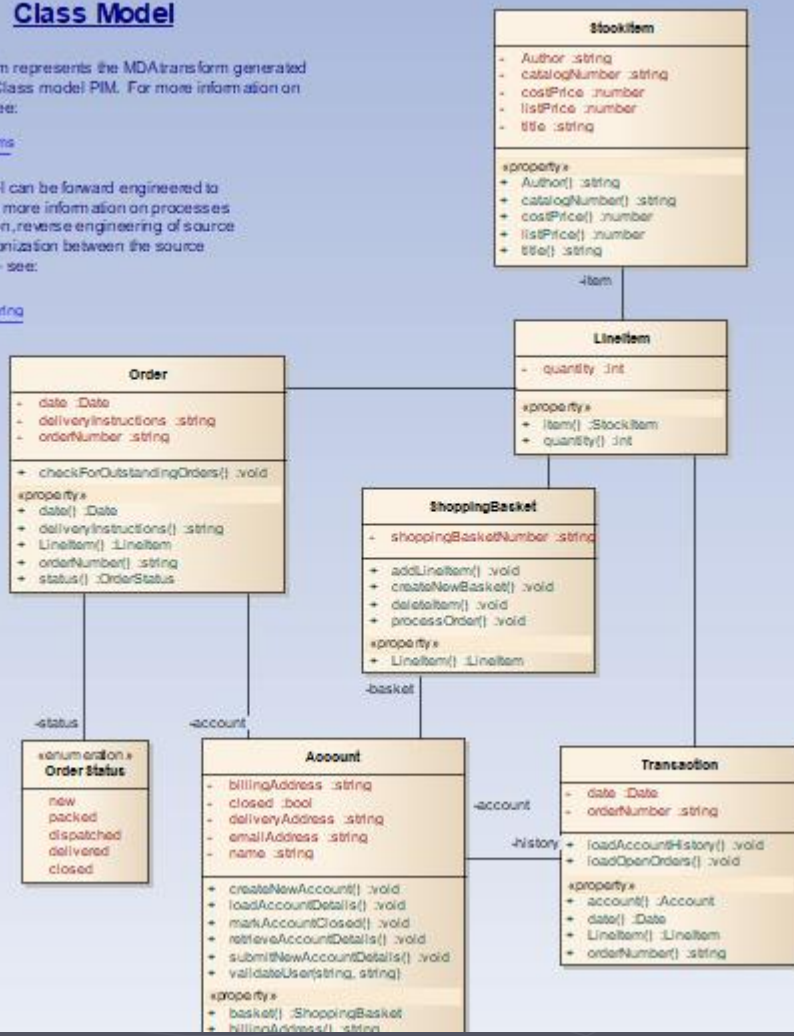 Class Model
m represents the MDAtransform generated
Class model PIM. For more information on
ee:
ms
l can be forward engineered to
more information on processes
n, reverse engineering of source
onization between the source
- see:
ring
StockItem
- Author :string
- catalogNumber :string
- costPrice :number
- listPrice :number
- title :string
«property»
+ Author() :string
+ catalogNumber() :string
+ costPrice() :number
+ listPrice() :number
+ title() :string
-item
LineItem
- quantity :int
«property»
+ item() :StockItem
+ quantity() :int
Order
- date :Date
- deliveryInstructions :string
- orderNumber :string
+ checkForOutstandingOrders() :void
«property»
+ date() :Date
+ deliveryInstructions() :string
+ LineItem() :LineItem
+ orderNumber() :string
+ status() :OrderStatus
ShoppingBasket
- shoppingBasketNumber :string
+ addLineItem() :void
+ createNewBasket() :void
+ deleteItem() :void
+ processOrder() :void
«property»
+ LineItem() :LineItem
-basket
-status
-account
«enumeration»
OrderStatus
new
packed
dispatched
delivered
closed
Account
- billingAddress :string
- closed :bool
- deliveryAddress :string
- emailAddress :string
- name :string
+ createNewAccount() :void
+ loadAccountDetails() :void
+ markAccountClosed() :void
+ retrieveAccountDetails() :void
+ submitNewAccountDetails() :void
+ validateUser(string, string)
«property»
+ basket() :ShoppingBasket
+ billingAddress() :string
-account
-history
Transaction
- date :Date
- orderNumber :string
+ loadAccountHistory() :void
+ loadOpenOrders() :void
«property»
+ account() :Account
+ date() :Date
+ LineItem() :LineItem
+ orderNumber() :string